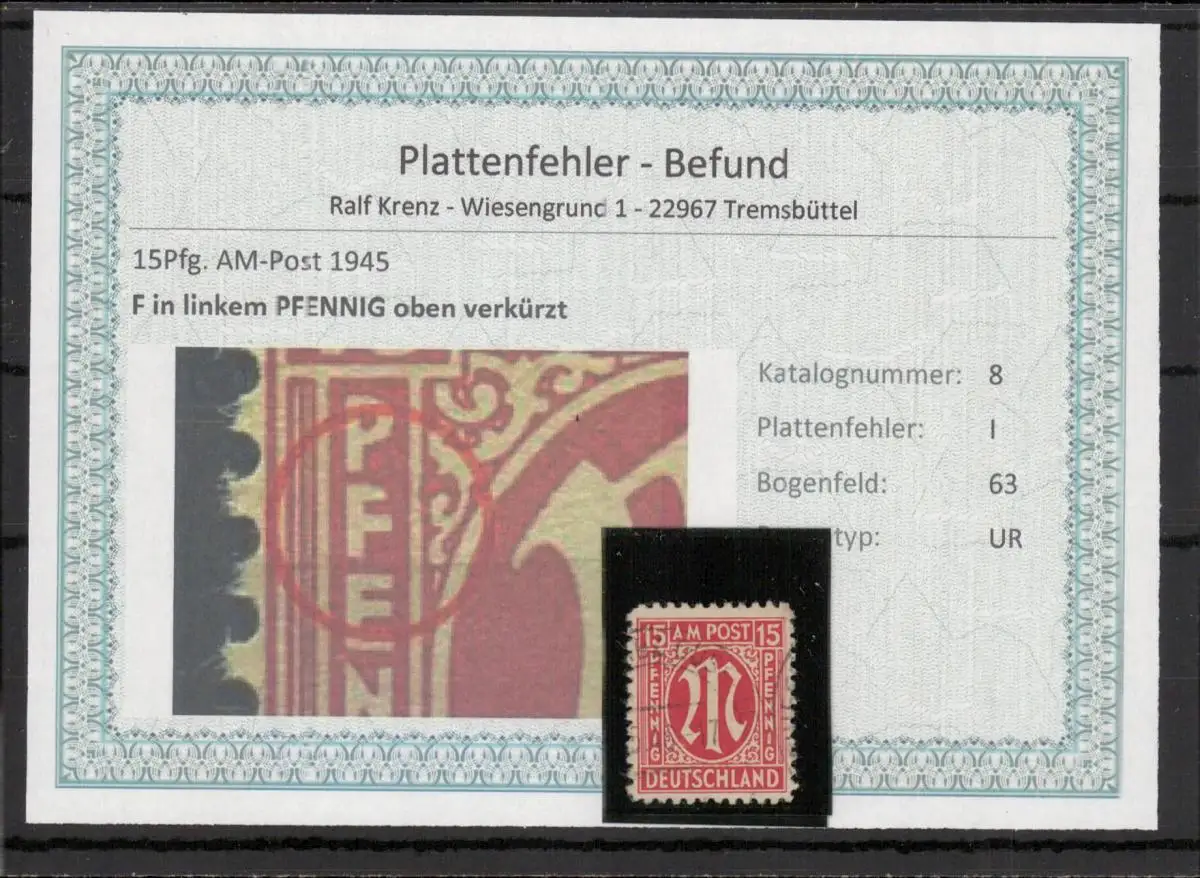 Plattenfehler - Befund
Ralf Krenz - Wiesengrund 1 - 22967 Tremsbüttel
15Pfg. AM-Post 1945
F in linkem PFENNIG oben verkürzt
Katalognummer: 8
Plattenfehler: I
Bogenfeld: 63
typ: UR
PFEN
15 AM POST 15
PFENNIG
PFENNIG
DEUTSCHLAND